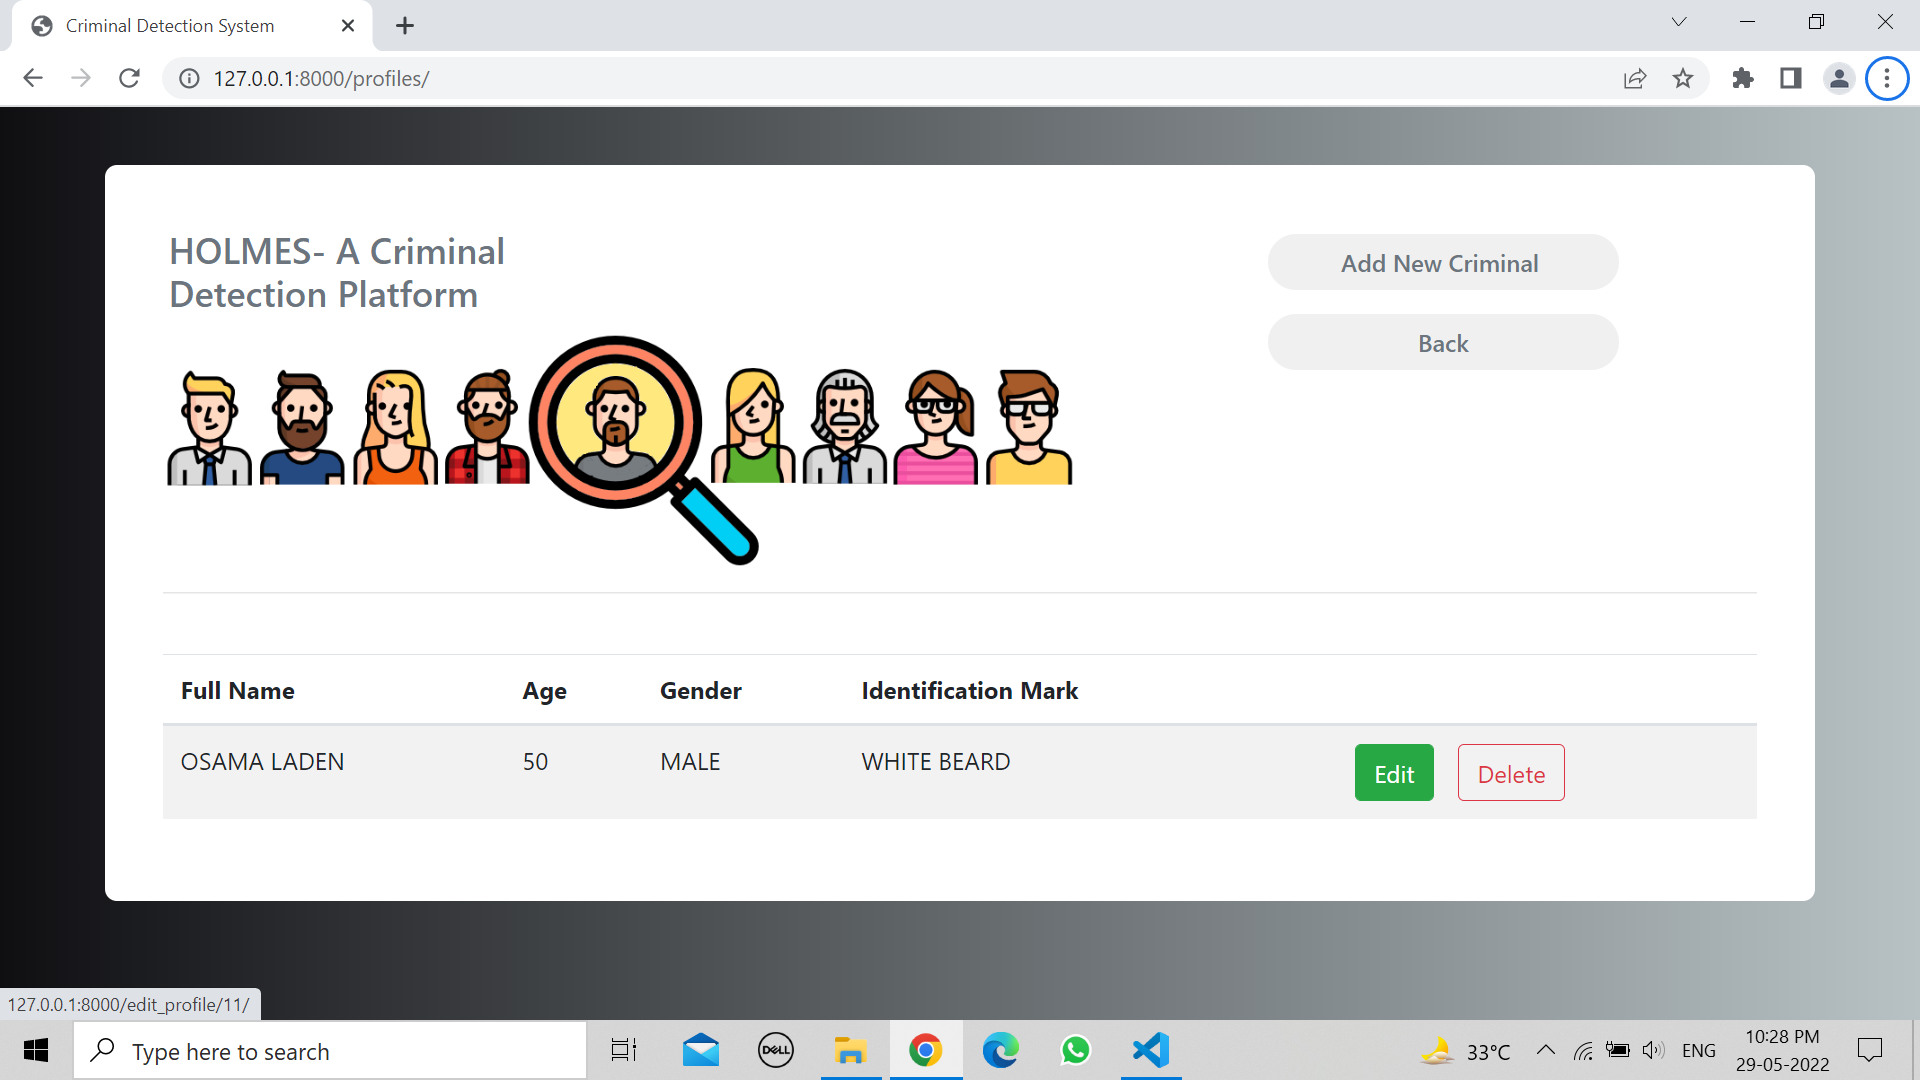 Criminal Detection System
127.0.0.1:8000/profiles/
HOLMES- A Criminal
Detection Platform
Add New Criminal
Back
Full Name Age Gender Identification Mark
OSAMA LADEN 50 MALE WHITE BEARD Edit Delete
127.0.0.1:8000/edit_profile/11/
Type here to search
DELL
33°C
ENG
10:28 PM
29-05-2022